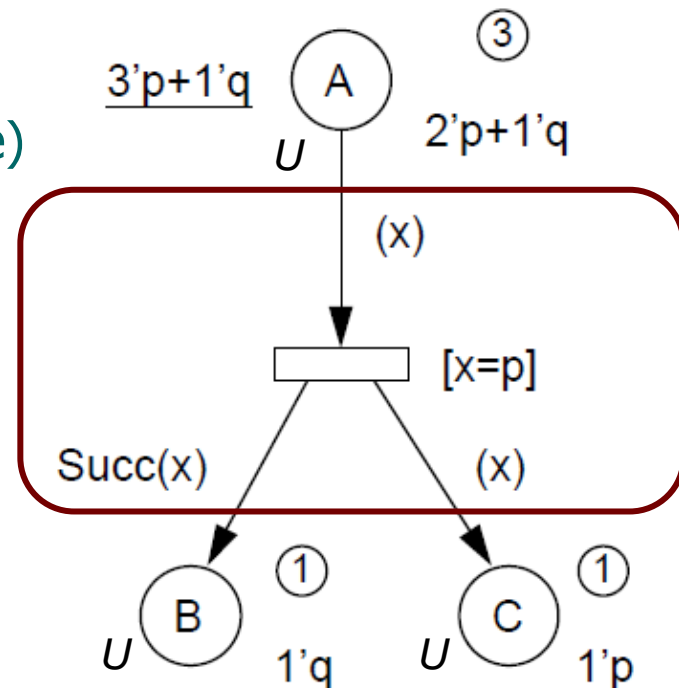 3
3'p+1'q
A
e)
2'p+1'q
U
(x)
[x=p]
Succ(x)
(x)
1
1
B
C
U
U
1'q
1'p